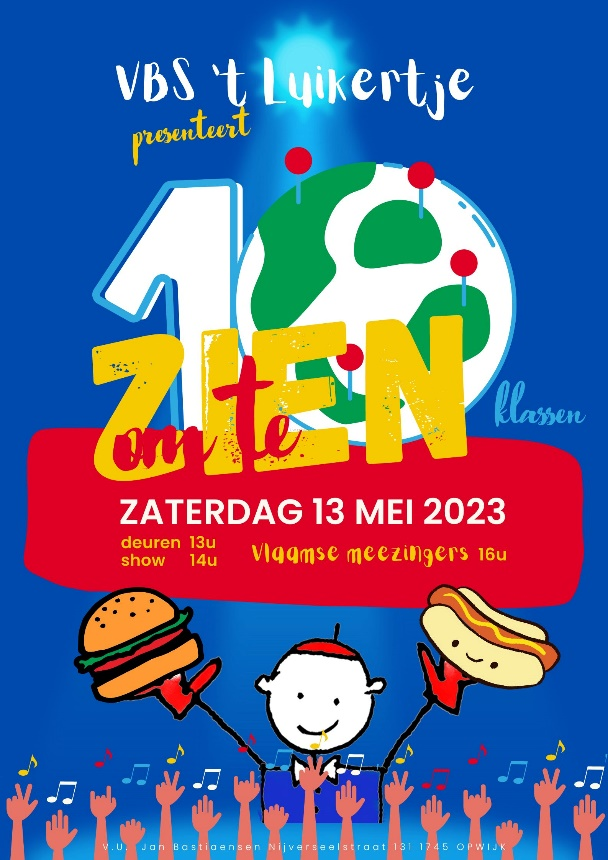 VBS 't Luikertje
presenteert
10
klassen
om te
ZIEN
ZATERDAG 13 MEI 2023
deuren 13u
show 14u
Vlaamse meezingers 16u
V.U. Jan Bastiaensen Nijverseelstraat 131 1745 OPWIJK